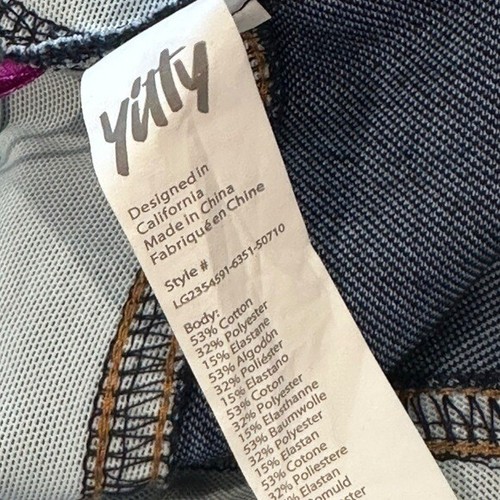 yitty
Designed in
California
Made in China
Fabriqué en Chine
Style #
LG2354591-6351-50710
Body:
53% Cotton
32% Polyester
15% Elastane
53% Algodón
32% Poliéster
15% Elastano
53% Coton
32% Polyester
15% Elasthanne
53% Baumwolle
32% Polyester
15% Elastan
53% Cotone
32% Poliestere
% Elastan